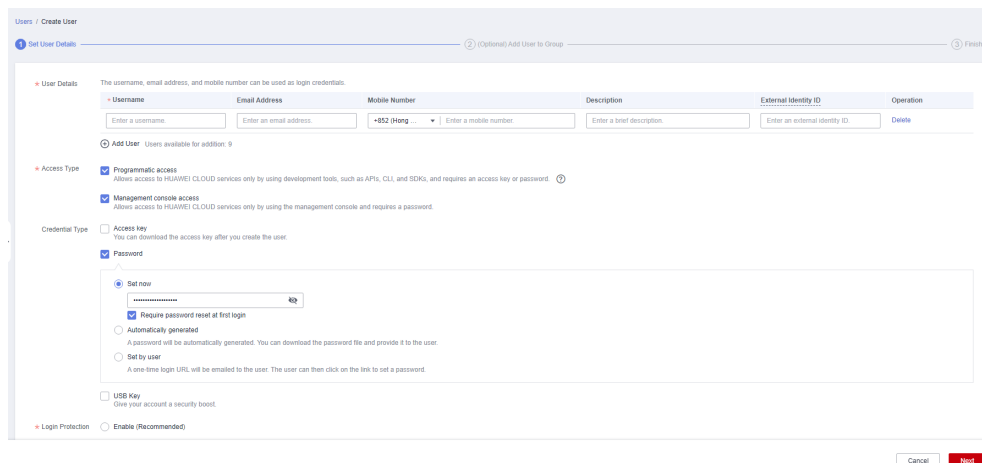 Users / Create User
1 Set User Details
2 (Optional) Add User to Group
3 Finish
* User Details
The username, email address, and mobile number can be used as login credentials.
* Username Email Address Mobile Number Description External Identity ID Operation
Enter a username. Enter an email address. +852 (Hong ... Enter a mobile number. Enter a brief description. Enter an external identity ID. Delete
Add User Users available for addition: 9
* Access Type
Programmatic access
Allows access to HUAWEI CLOUD services only by using development tools, such as APIs, CLI, and SDKs, and requires an access key or password.
Management console access
Allows access to HUAWEI CLOUD services only by using the management console and requires a password.
Credential Type
Access key
You can download the access key after you create the user.
Password
Set now
Require password reset at first login
Automatically generated
A password will be automatically generated. You can download the password file and provide it to the user.
Set by user
A one-time login URL will be emailed to the user. The user can then click on the link to set a password.
USB Key
Give your account a security boost.
* Login Protection Enable (Recommended)
Cancel Next